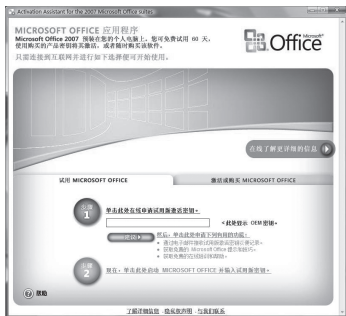 Activation Assistant for the 2007 Microsoft Office suites
MICROSOFT OFFICE 应用程序
Microsoft Office 2007 预装在您的个人电脑上。您可免费试用 60 天，
使用购买的产品密钥将其激活，或者随时购买该软件。
只需连接到互联网并进行如下选择便可开始使用。
Microsoft®
Office
在线了解更详细的信息
试用 MICROSOFT OFFICE
激活或购买 MICROSOFT OFFICE
步骤
1
单击此处在线申请试用版激活密钥。
*此处显示 OEM 密钥。
然后，单击此处申请下列有用的功能：
步骤
2
现在，单击此处启动 MICROSOFT OFFICE 并输入试用版密钥。
帮助
了解详细信息
隐私权声明
与我们联系